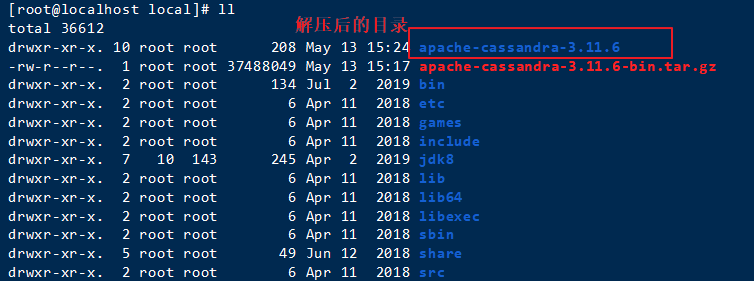 [root@localhost local]# ll
total 36612
解压后的目录
drwxr-xr-x. 10 root root 208 May 13 15:24 apache-cassandra-3.11.6
-rw-r--r--. 1 root root 37488049 May 13 15:17 apache-cassandra-3.11.6-bin.tar.gz
drwxr-xr-x. 2 root root 134 Jul 2 2019 bin
drwxr-xr-x. 2 root root 6 Apr 11 2018 etc
drwxr-xr-x. 2 root root 6 Apr 11 2018 games
drwxr-xr-x. 2 root root 6 Apr 11 2018 include
drwxr-xr-x. 7 10 143 245 Apr 2 2019 jdk8
drwxr-xr-x. 2 root root 6 Apr 11 2018 lib
drwxr-xr-x. 2 root root 6 Apr 11 2018 lib64
drwxr-xr-x. 2 root root 6 Apr 11 2018 libexec
drwxr-xr-x. 2 root root 6 Apr 11 2018 sbin
drwxr-xr-x. 5 root root 49 Jun 12 2018 share
drwxr-xr-x. 2 root root 6 Apr 11 2018 src